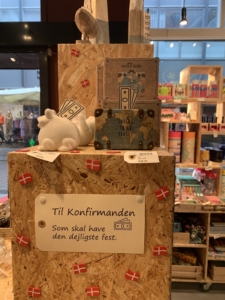 Til Konfirmanden
Som skal have
den dejligste fest.